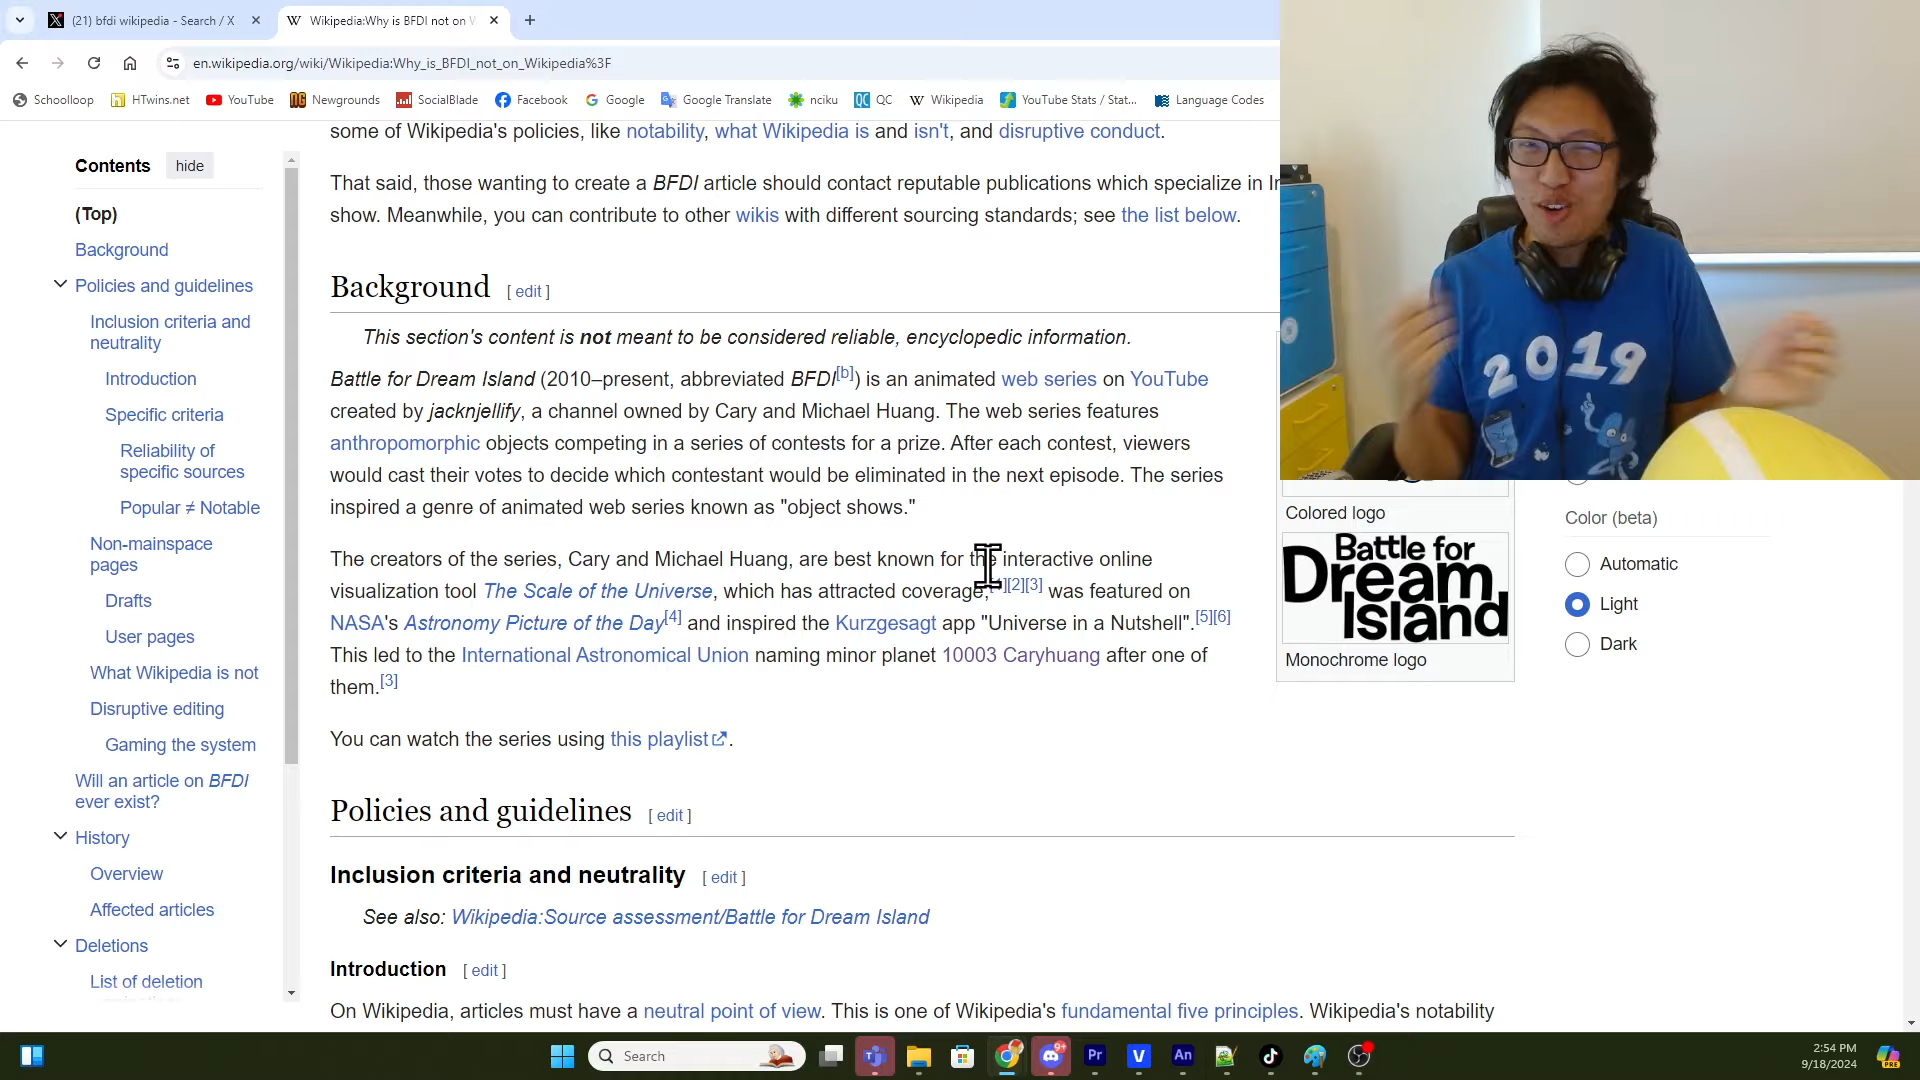 (21) bfdi wikipedia - Search / X
Wikipedia:Why is BFDI not on W
en.wikipedia.org/wiki/Wikipedia:Why_is_BFDI_not_on_Wikipedia%3F
Schoolloop
HTwins.net
YouTube
Newgrounds
SocialBlade
Facebook
Google
Google Translate
nciku
QC
Wikipedia
YouTube Stats / Stat...
Language Codes
Contents
hide
(Top)
Background
Policies and guidelines
Inclusion criteria and
neutrality
Introduction
Specific criteria
Reliability of
specific sources
Popular ≠ Notable
Non-mainspace
pages
Drafts
User pages
What Wikipedia is not
Disruptive editing
Gaming the system
Will an article on BFDI
ever exist?
History
Overview
Affected articles
Deletions
List of deletion
some of Wikipedia's policies, like notability, what Wikipedia is and isn't, and disruptive conduct.
That said, those wanting to create a BFDI article should contact reputable publications which specialize in
show. Meanwhile, you can contribute to other wikis with different sourcing standards; see the list below.
Background [ edit ]
This section's content is not meant to be considered reliable, encyclopedic information.
Battle for Dream Island (2010–present, abbreviated BFDI[b]) is an animated web series on YouTube
created by jacknjellify, a channel owned by Cary and Michael Huang. The web series features
anthropomorphic objects competing in a series of contests for a prize. After each contest, viewers
would cast their votes to decide which contestant would be eliminated in the next episode. The series
inspired a genre of animated web series known as "object shows."
The creators of the series, Cary and Michael Huang, are best known for the interactive online
visualization tool The Scale of the Universe, which has attracted coverage,[1][2][3] was featured on
NASA's Astronomy Picture of the Day[4] and inspired the Kurzgesagt app "Universe in a Nutshell".[5][6]
This led to the International Astronomical Union naming minor planet 10003 Caryhuang after one of
them.[3]
You can watch the series using this playlist.
Policies and guidelines [ edit ]
Inclusion criteria and neutrality [ edit ]
See also: Wikipedia:Source assessment/Battle for Dream Island
Introduction [ edit ]
On Wikipedia, articles must have a neutral point of view. This is one of Wikipedia's fundamental five principles. Wikipedia's notability
2019
Colored logo
Battle for
Dream
Island
Monochrome logo
Color (beta)
Automatic
Light
Dark
Search
9+
Pr
V
An
2:54 PM
9/18/2024
PRE